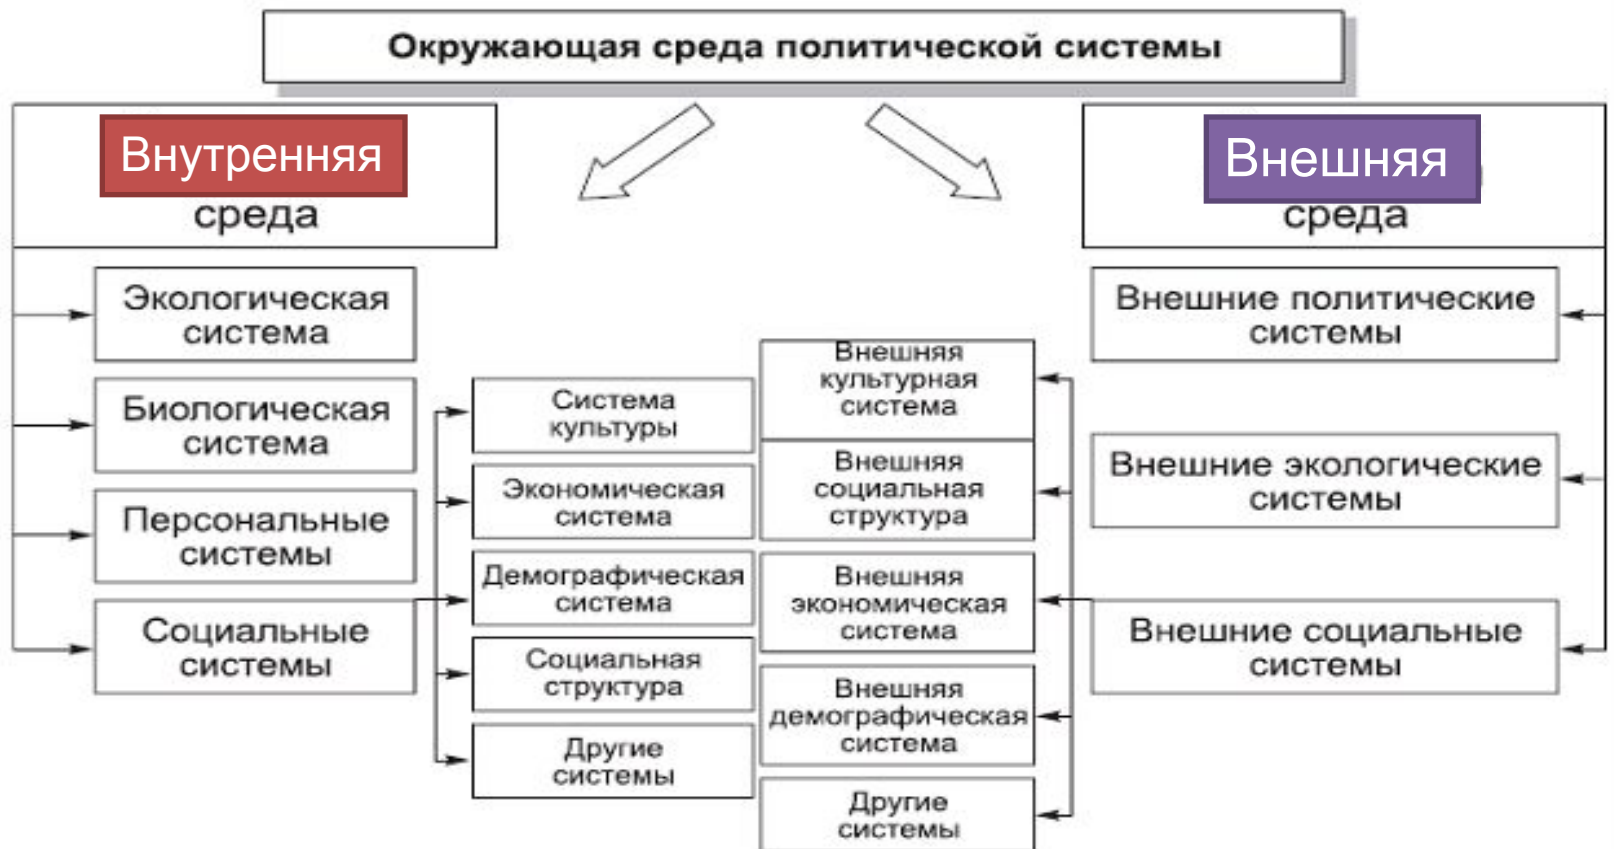 Окружающая среда политической системы
Внутренняя
среда
Экологическая
система
Биологическая
система
Персональные
системы
Социальные
системы
Система
культуры
Экономическая
система
Демографическая
система
Социальная
структура
Другие
системы
Внешняя
среда
Внешние политические
системы
Внешние экологические
системы
Внешние социальные
системы
Внешняя
культурная
система
Внешняя
социальная
структура
Внешняя
экономическая
система
Внешняя
демографическая
система
Другие
системы